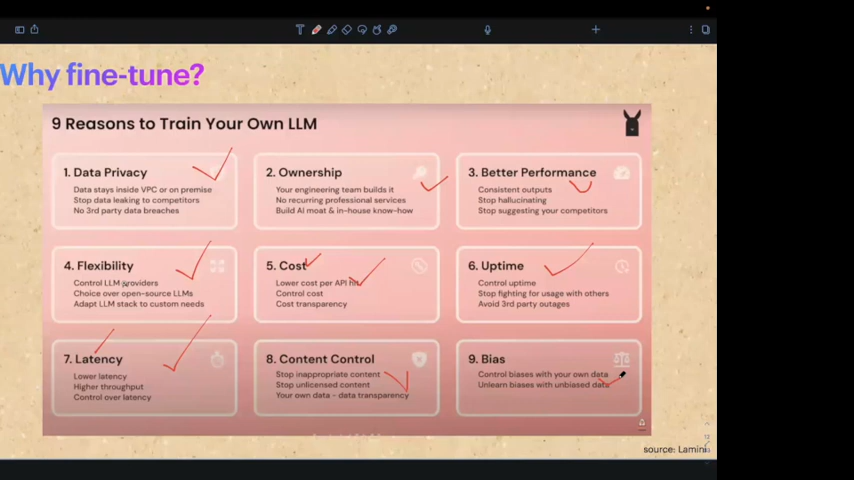 Why fine-tune?
9 Reasons to Train Your Own LLM
1. Data Privacy
Data stays inside VPC or on premise
Stop data leaking to competitors
No 3rd party data breaches
2. Ownership
Your engineering team builds it
No recurring professional services
Build AI moat & in-house know-how
3. Better Performance
Consistent outputs
Stop hallucinating
Stop suggesting your competitors
4. Flexibility
Control LLM providers
Choice over open-source LLMs
Adapt LLM stack to custom needs
5. Cost
Lower cost per API hit
Control cost
Cost transparency
6. Uptime
Control uptime
Stop fighting for usage with others
Avoid 3rd party outages
7. Latency
Lower latency
Higher throughput
Control over latency
8. Content Control
Stop inappropriate content
Stop unlicensed content
Your own data - data transparency
9. Bias
Control biases with your own data
Unlearn biases with unbiased data
source: Lamini